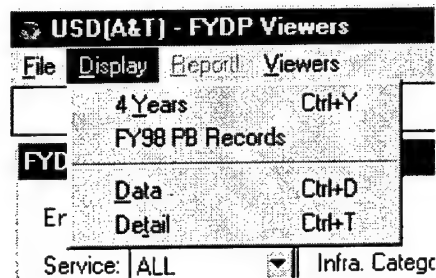 USD(A&T) - FYDP Viewers
File Display Report Viewers
4 Years Ctrl+Y
FY98 PB Records
FYD
Data Ctrl+D
Er
Detail Ctrl+T
Service: ALL Infra. Catego